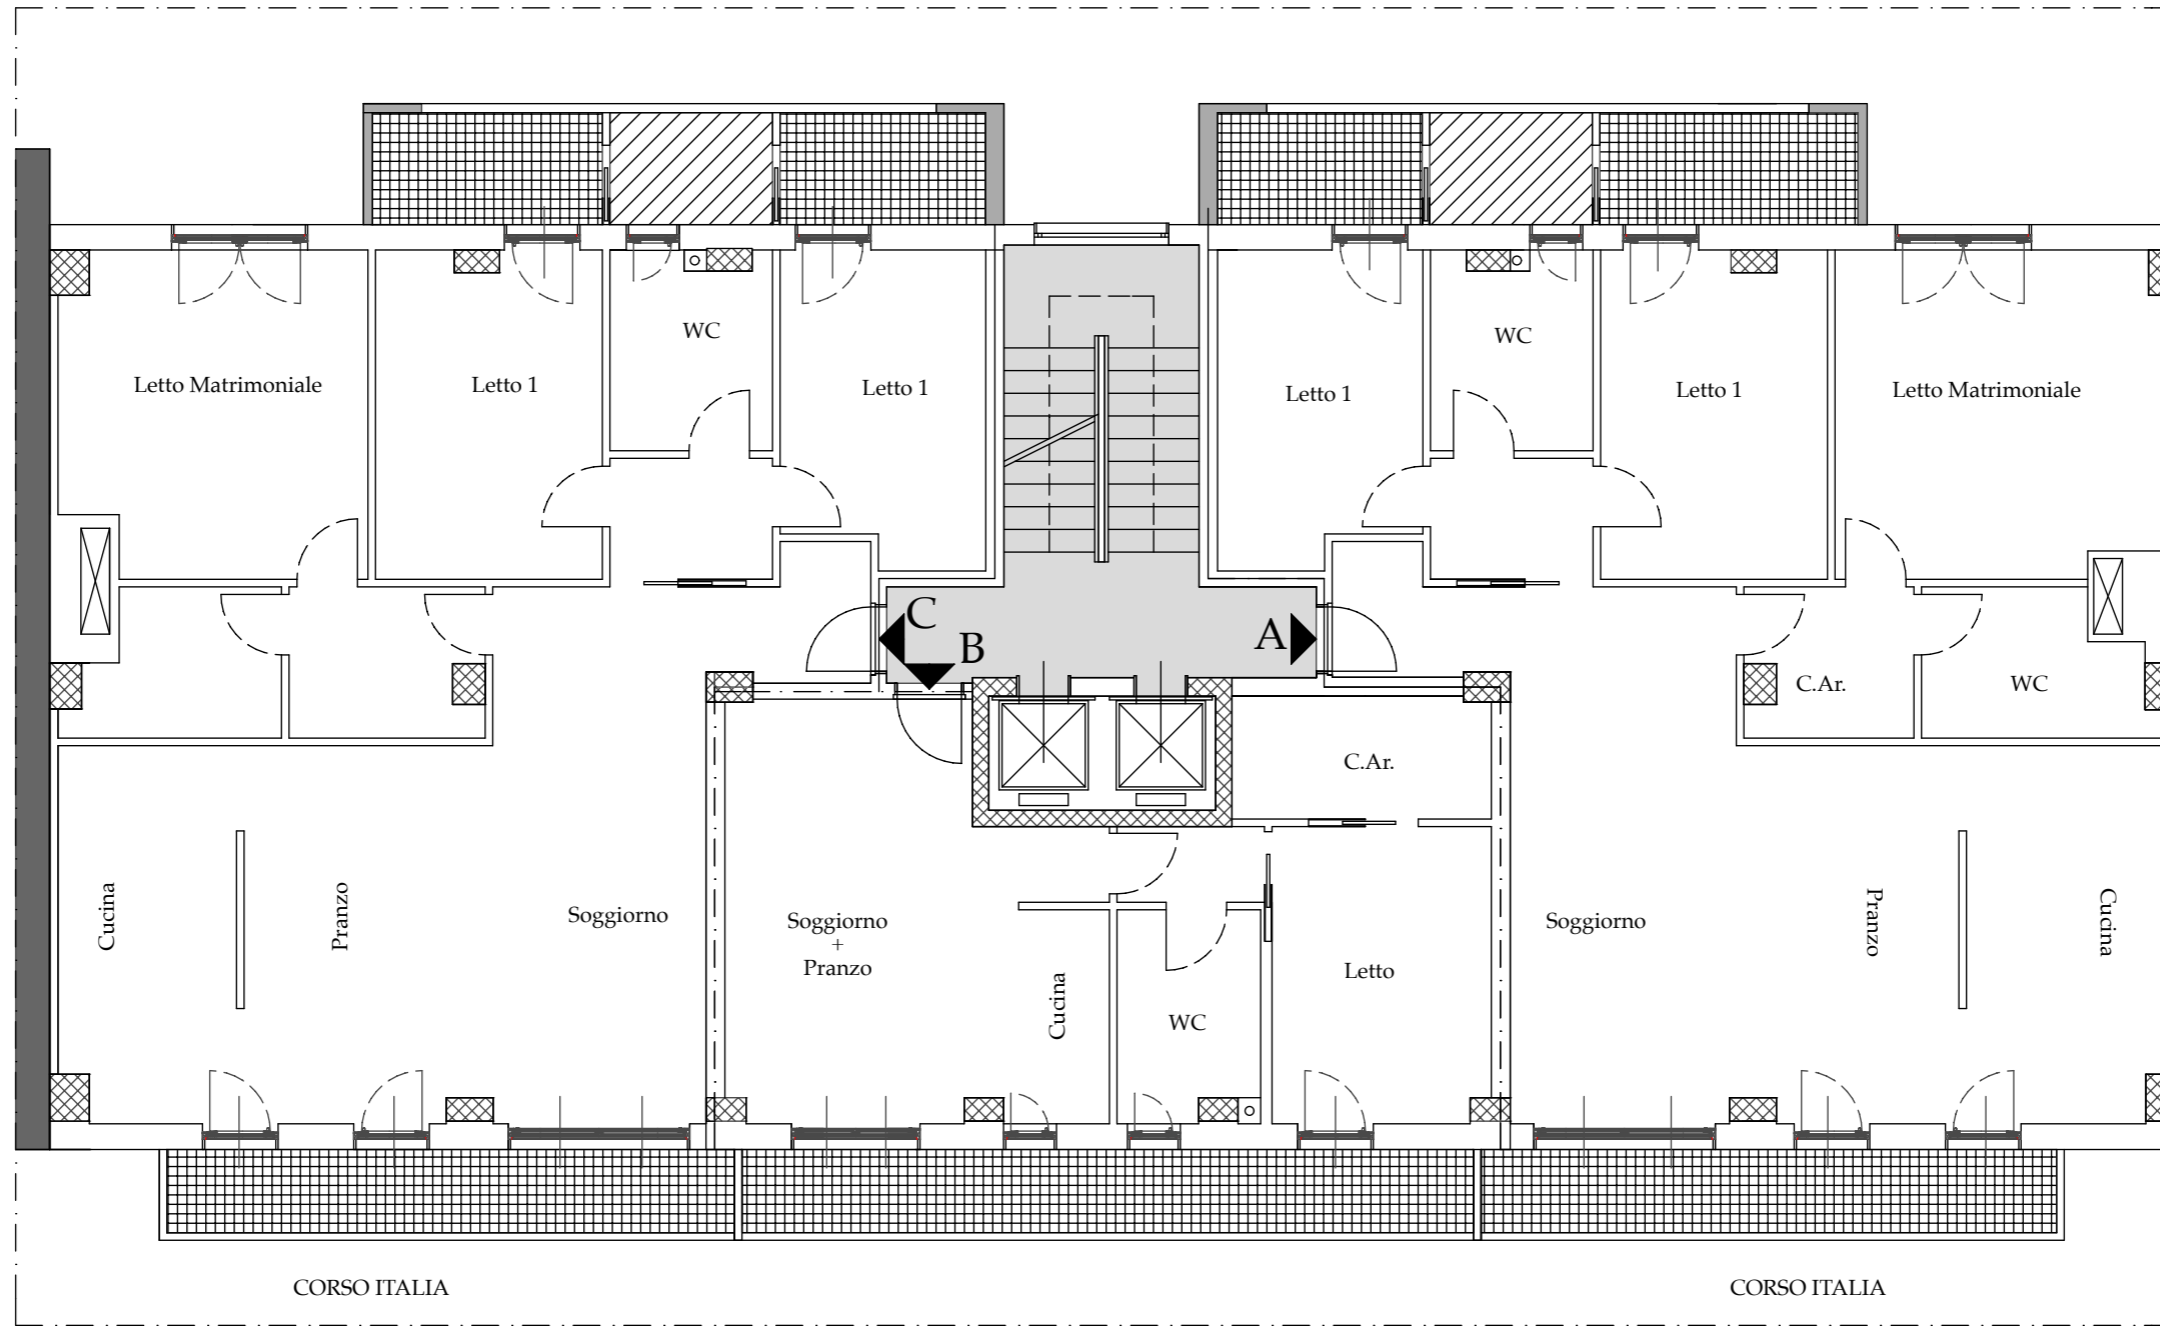 WC
WC
Letto Matrimoniale
Letto 1
Letto 1
Letto 1
Letto 1
Letto Matrimoniale
C
B
A
C.Ar.
WC
C.Ar.
Cucina
Pranzo
Soggiorno
Soggiorno
+
Pranzo
Cucina
WC
Letto
Soggiorno
Pranzo
Cucina
CORSO ITALIA
CORSO ITALIA